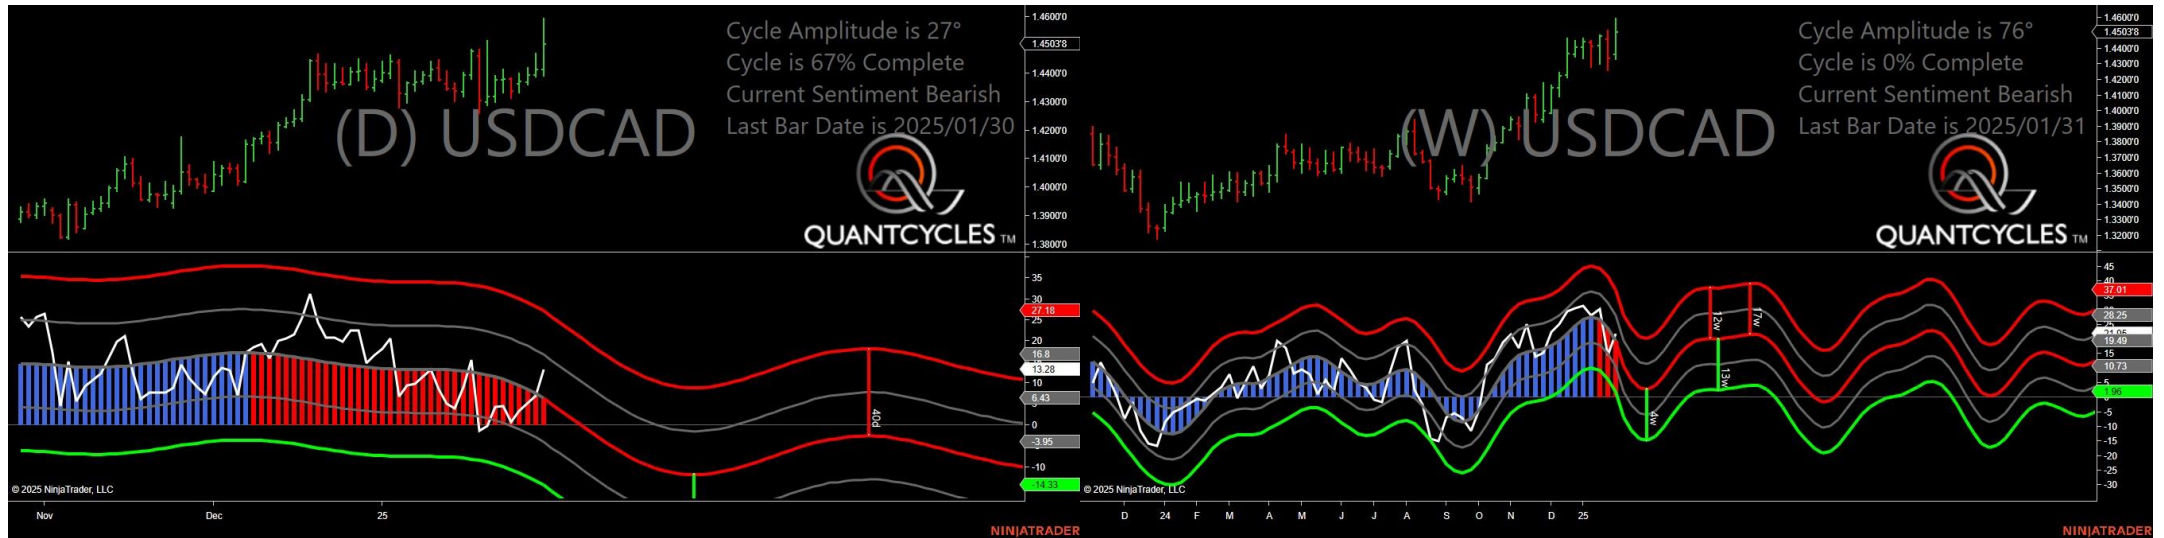 (D) USDCAD
Cycle Amplitude is 27°
Cycle is 67% Complete
Current Sentiment Bearish
Last Bar Date is 2025/01/30
QUANTCYCLES TM
1.4600'0
1.4503'8
1.4400'0
1.4300'0
1.4200'0
1.4100'0
1.4000'0
1.3900'0
1.3800'0
35
30
27.18
25
20
16.8
13.28
10
6.43
0
-3.95
-10
-14.33
40d
© 2025 NinjaTrader, LLC
Nov
Dec
25
NINJATRADER
(W) USDCAD
Cycle Amplitude is 76°
Cycle is 0% Complete
Current Sentiment Bearish
Last Bar Date is 2025/01/31
QUANTCYCLES TM
1.4600'0
1.4503'8
1.4400'0
1.4300'0
1.4200'0
1.4100'0
1.4000'0
1.3900'0
1.3800'0
1.3700'0
1.3600'0
1.3500'0
1.3400'0
1.3300'0
1.3200'0
45
40
37.01
28.25
21.95
19.49
15
10.73
5
1.96
-5
-10
-15
-20
-25
-30
4w
12w
13w
17w
© 2025 NinjaTrader, LLC
D
24
F
M
A
M
J
J
A
S
O
N
D
25
NINJATRADER